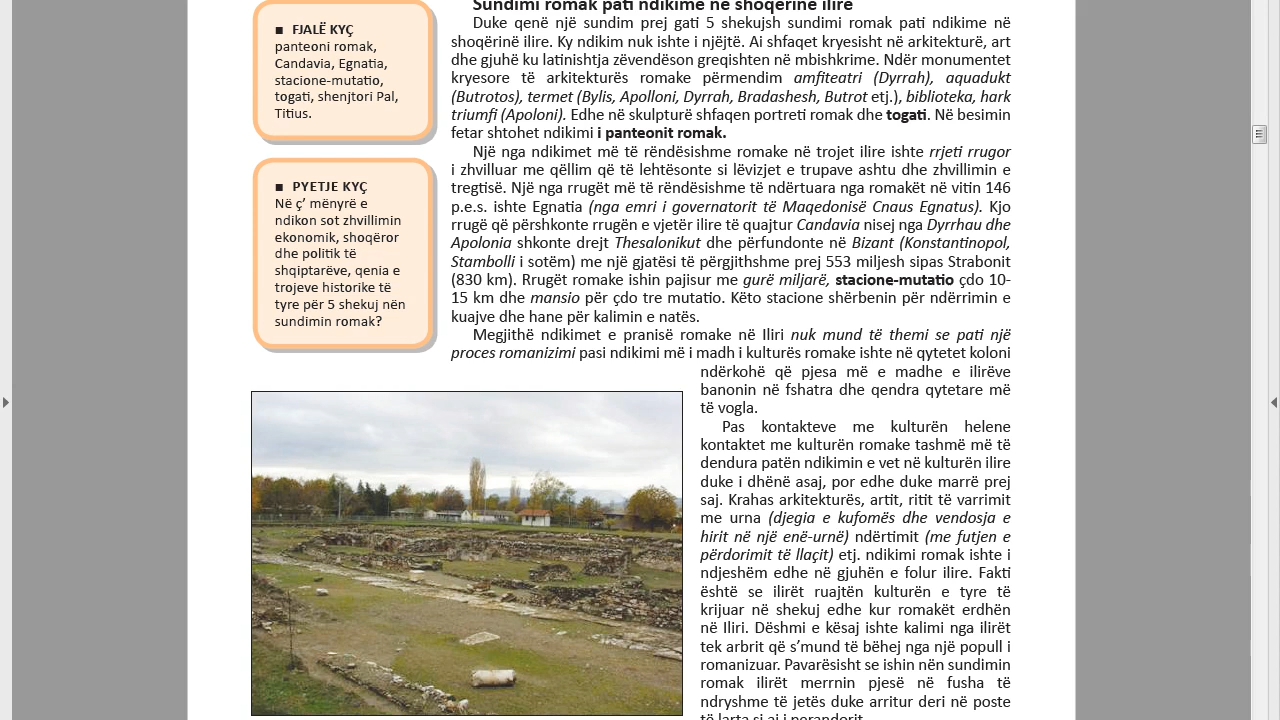 Sundimi romak pati ndikime në shoqërinë ilire
■ FJALË KYÇ
panteoni romak,
Candavia, Egnatia,
stacione-mutatio,
togati, shenjtori Pal,
Titius.
■ PYETJE KYÇ
Në ç’ mënyrë e
ndikon sot zhvillimin
ekonomik, shoqëror
dhe politik të
shqiptarëve, qenia e
trojeve historike të
tyre për 5 shekuj nën
sundimin romak?
Duke qenë një sundim prej gati 5 shekujsh sundimi romak pati ndikime në
shoqërinë ilire. Ky ndikim nuk ishte i njëjtë. Ai shfaqet kryesisht në arkitekturë, art
dhe gjuhë ku latinishtja zëvendëson greqishten në mbishkrime. Ndër monumentet
kryesore të arkitekturës romake përmendim amfiteatri (Dyrrah), aquadukt
(Butrotos), termet (Bylis, Apolloni, Dyrrah, Bradashesh, Butrot etj.), biblioteka, hark
triumfi (Apoloni). Edhe në skulpturë shfaqen portreti romak dhe togati. Në besimin
fetar shtohet ndikimi i panteonit romak.
Një nga ndikimet më të rëndësishme romake në trojet ilire ishte rrjeti rrugor
i zhvilluar me qëllim që të lehtësonte si lëvizjet e trupave ashtu dhe zhvillimin e
tregtisë. Një nga rrugët më të rëndësishme të ndërtuara nga romakët në vitin 146
p.e.s. ishte Egnatia (nga emri i governatorit të Maqedonisë Cnaus Egnatus). Kjo
rrugë që përshkonte rrugën e vjetër ilire të quajtur Candavia nisej nga Dyrrhau dhe
Apolonia shkonte drejt Thesalonikut dhe përfundonte në Bizant (Konstantinopol,
Stambolli i sotëm) me një gjatësi të përgjithshme prej 553 miljesh sipas Strabonit
(830 km). Rrugët romake ishin pajisur me gurë miljarë, stacione-mutatio çdo 10-
15 km dhe mansio për çdo tre mutatio. Këto stacione shërbenin për ndërrimin e
kuajve dhe hane për kalimin e natës.
Megjithë ndikimet e pranisë romake në Iliri nuk mund të themi se pati një
proces romanizimi pasi ndikimi më i madh i kulturës romake ishte në qytetet koloni
ndërkohë që pjesa më e madhe e ilirëve
banonin në fshatra dhe qendra qytetare më
të vogla.
Pas kontakteve me kulturën helene
kontaktet me kulturën romake tashmë më të
dendura patën ndikimin e vet në kulturën ilire
duke i dhënë asaj, por edhe duke marrë prej
saj. Krahas arkitekturës, artit, ritit të varrimit
me urna (djegia e kufomës dhe vendosja e
hirit në një enë-urnë) ndërtimit (me futjen e
përdorimit të llaçit) etj. ndikimi romak ishte i
ndjeshëm edhe në gjuhën e folur ilire. Fakti
është se ilirët ruajtën kulturën e tyre të
krijuar në shekuj edhe kur romakët erdhën
në Iliri. Dëshmi e kësaj ishte kalimi nga ilirët
tek arbrit që s’mund të bëhej nga një popull i
romanizuar. Pavarësisht se ishin nën sundimin
romak ilirët merrnin pjesë në fusha të
ndryshme të jetës duke arritur deri në poste
të larta si ai i perandorit.